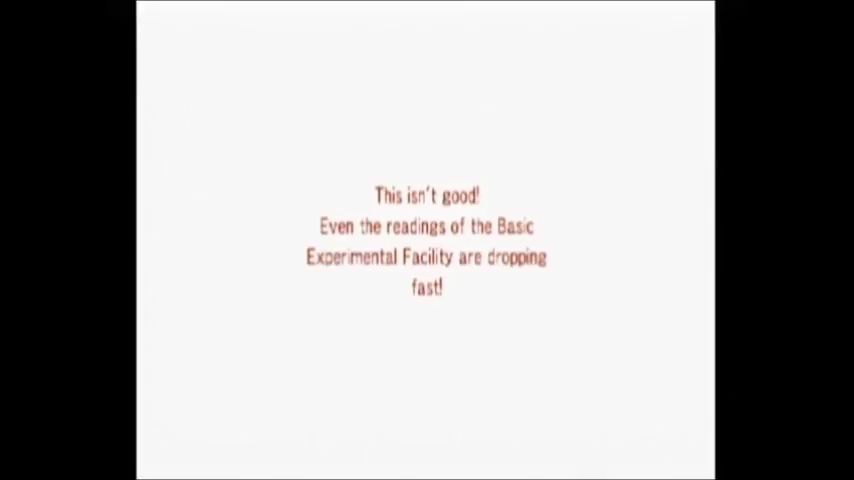 This isn't good!
Even the readings of the Basic
Experimental Facility are dropping
fast!